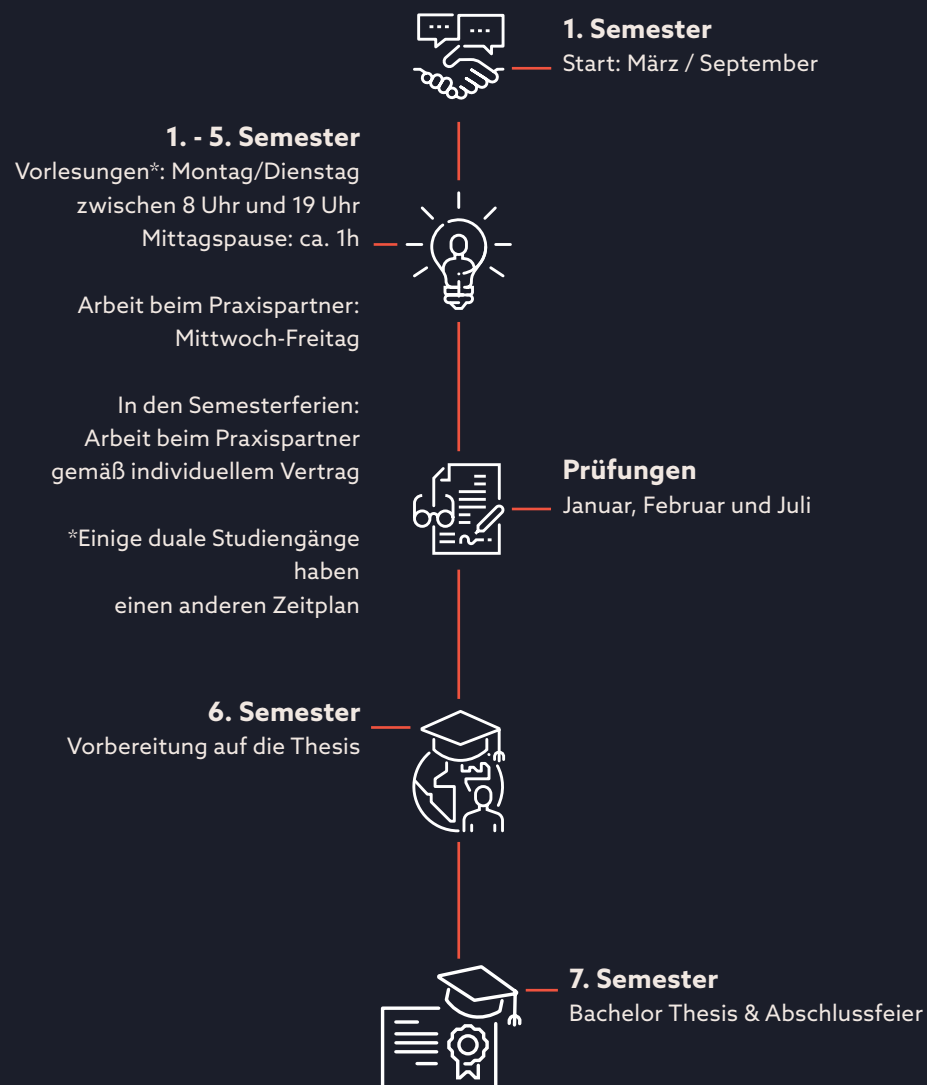 1. Semester
Start: März / September
1. - 5. Semester
Vorlesungen*: Montag/Dienstag
zwischen 8 Uhr und 19 Uhr
Mittagspause: ca. 1h
Arbeit beim Praxispartner:
Mittwoch-Freitag
In den Semesterferien:
Arbeit beim Praxispartner
gemäß individuellem Vertrag
*Einige duale Studiengänge
haben
einen anderen Zeitplan
Prüfungen
Januar, Februar und Juli
6. Semester
Vorbereitung auf die Thesis
7. Semester
Bachelor Thesis & Abschlussfeier